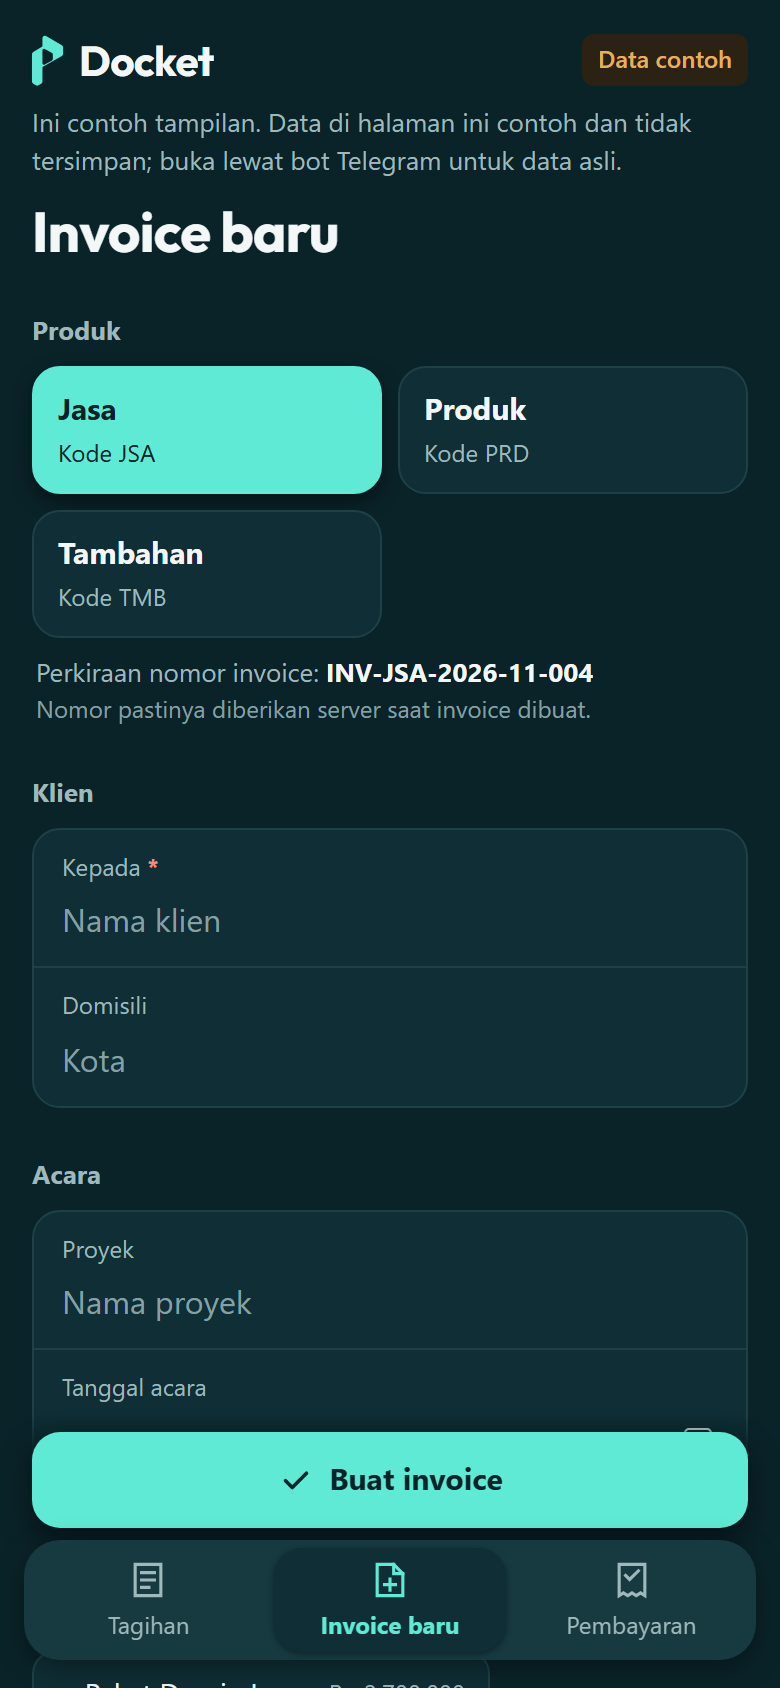 Docket
Data contoh
Ini contoh tampilan. Data di halaman ini contoh dan tidak
tersimpan; buka lewat bot Telegram untuk data asli.
Invoice baru
Produk
Jasa
Kode JSA
Produk
Kode PRD
Tambahan
Kode TMB
Perkiraan nomor invoice: INV-JSA-2026-11-004
Nomor pastinya diberikan server saat invoice dibuat.
Klien
Kepada *
Nama klien
Domisili
Kota
Acara
Proyek
Nama proyek
Tanggal acara
Buat invoice
Tagihan
Invoice baru
Pembayaran